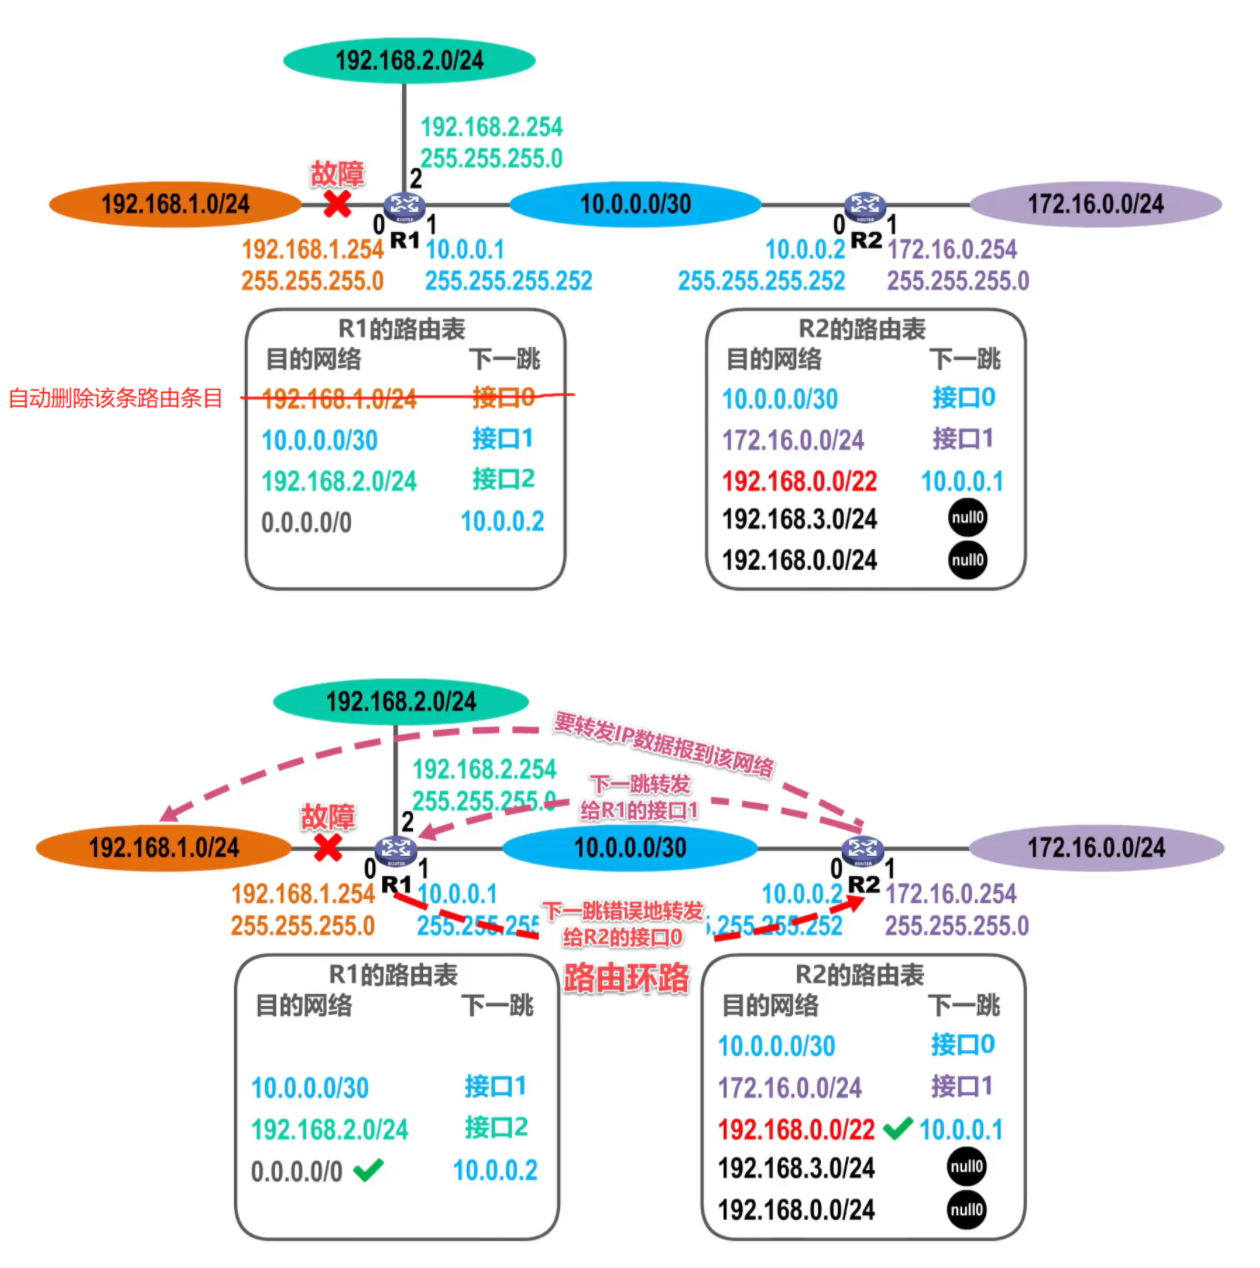 192.168.2.0/24
192.168.2.254
255.255.255.0
故障
2
192.168.1.0/24
10.0.0.0/30
172.16.0.0/24
0
R1
1
0
R2
1
192.168.1.254
255.255.255.0
10.0.0.1
255.255.255.252
10.0.0.2
255.255.255.252
172.16.0.254
255.255.255.0
R1的路由表
目的网络 下一跳
自动删除该条路由条目
192.168.1.0/24 接口0
10.0.0.0/30 接口1
192.168.2.0/24 接口2
0.0.0.0/0 10.0.0.2
R2的路由表
目的网络 下一跳
10.0.0.0/30 接口0
172.16.0.0/24 接口1
192.168.0.0/22 10.0.0.1
192.168.3.0/24 null0
192.168.0.0/24 null0
192.168.2.0/24
要转发IP数据报到该网络
192.168.2.254
255.255.255.0
下一跳转发
给R1的接口1
故障
2
192.168.1.0/24
10.0.0.0/30
172.16.0.0/24
0
R1
1
0
R2
1
192.168.1.254
255.255.255.0
10.0.0.1
255.255.255
10.0.0.2
.255.255.252
172.16.0.254
255.255.255.0
下一跳错误地转发
给R2的接口0
路由环路
R1的路由表
目的网络 下一跳
10.0.0.0/30 接口1
192.168.2.0/24 接口2
0.0.0.0/0 10.0.0.2
R2的路由表
目的网络 下一跳
10.0.0.0/30 接口0
172.16.0.0/24 接口1
192.168.0.0/22 10.0.0.1
192.168.3.0/24 null0
192.168.0.0/24 null0